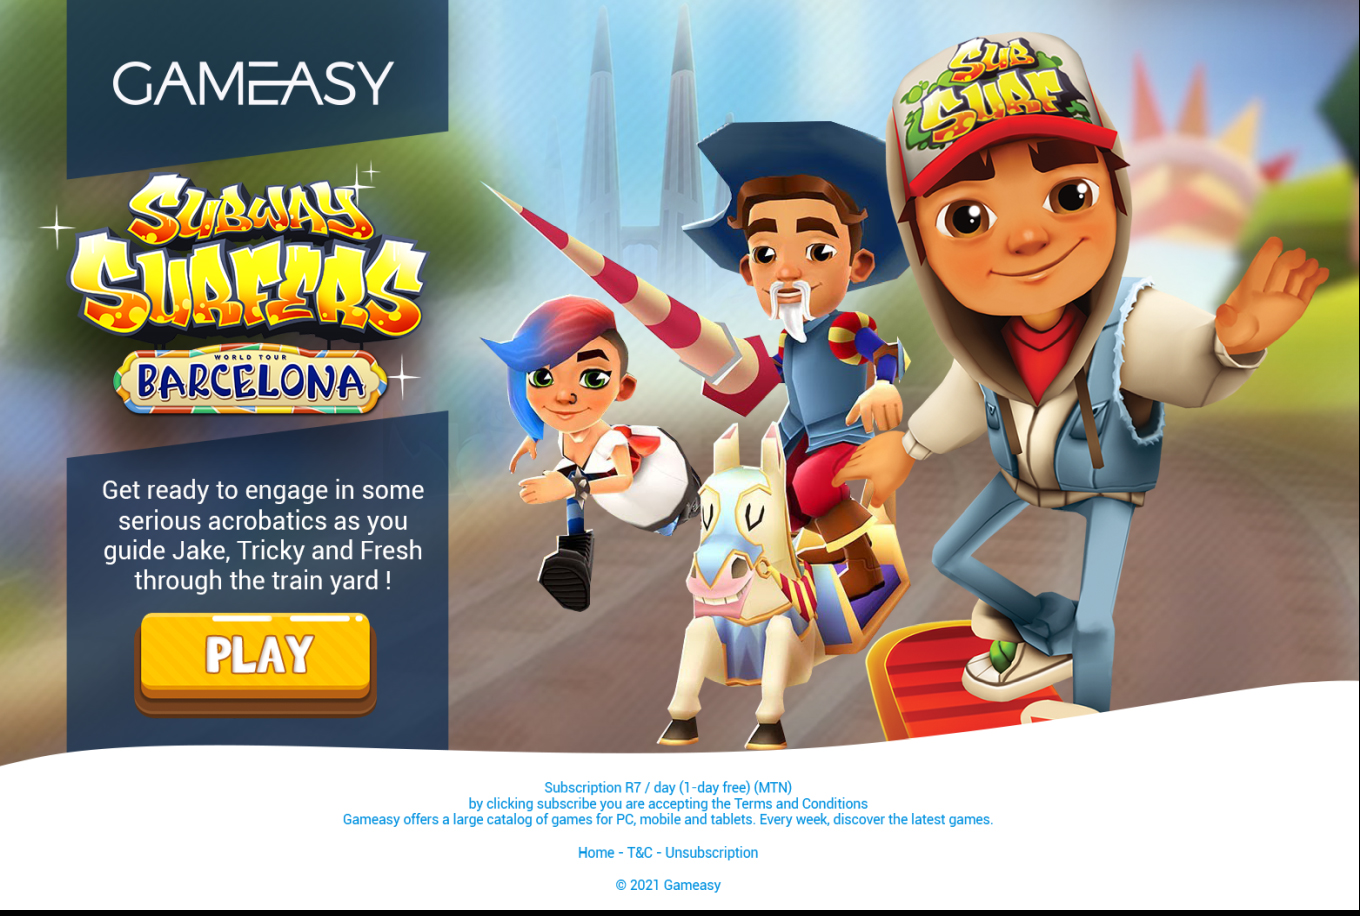 GAMEASY
SUBWAY
SURFERS
WORLD TOUR
BARCELONA
Get ready to engage in some
serious acrobatics as you
guide Jake, Tricky and Fresh
through the train yard !
PLAY
SUB
SURF
Subscription R7 / day (1-day free) (MTN)
by clicking subscribe you are accepting the Terms and Conditions
Gameasy offers a large catalog of games for PC, mobile and tablets. Every week, discover the latest games.
Home - T&C - Unsubscription
© 2021 Gameasy